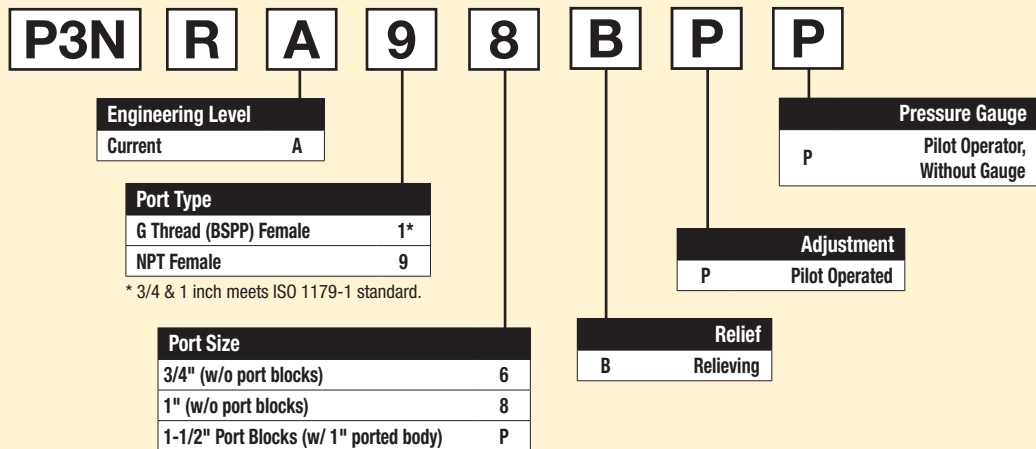 P3N R A 9 8 B P P
Engineering Level
Current A
Port Type
G Thread (BSPP) Female 1*
NPT Female 9
* 3/4 & 1 inch meets ISO 1179-1 standard.
Port Size
3/4" (w/o port blocks) 6
1" (w/o port blocks) 8
1-1/2" Port Blocks (w/ 1" ported body) P
Pressure Gauge
P Pilot Operator,
Without Gauge
Adjustment
P Pilot Operated
Relief
B Relieving